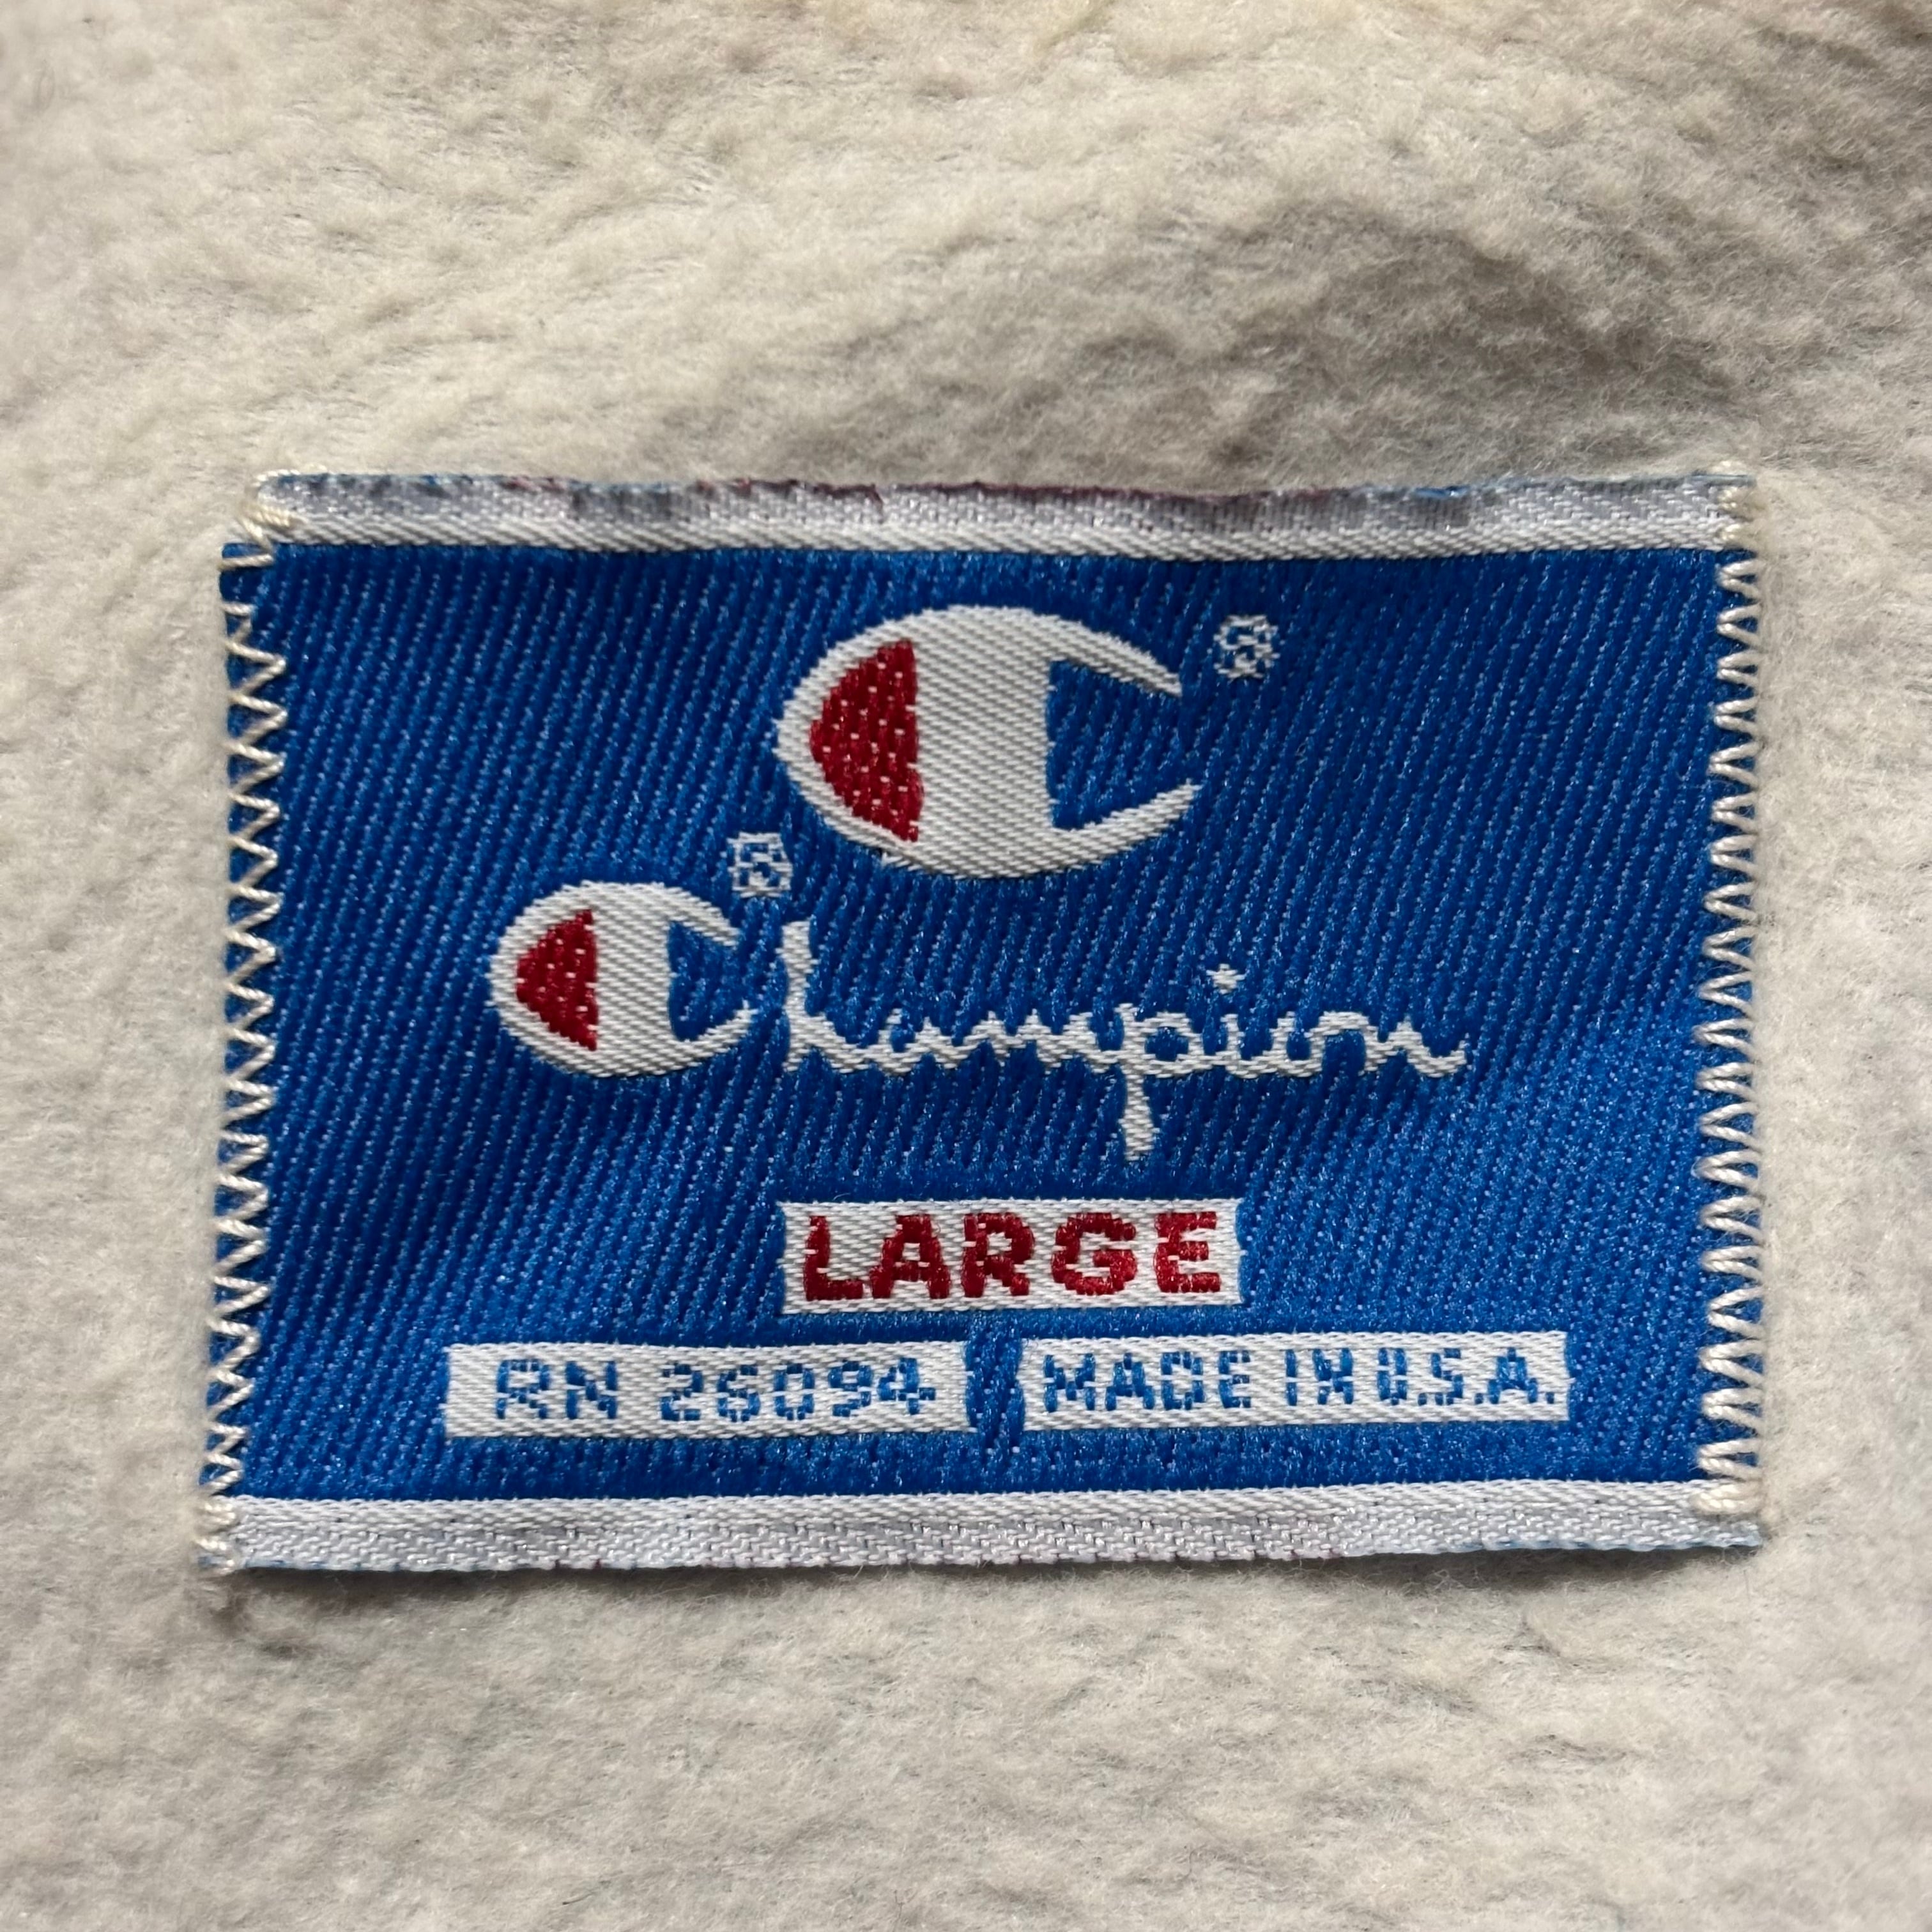 C®
Champion®
LARGE
RN 26094 MADE IN U.S.A.